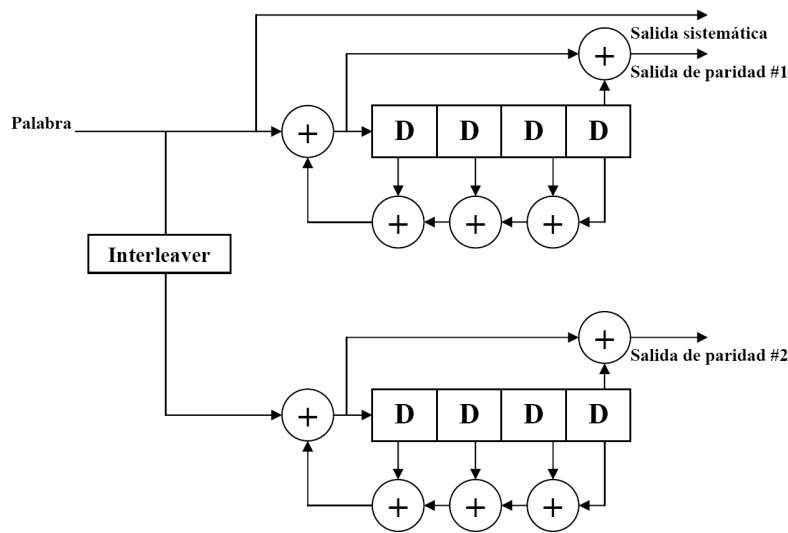 Salida sistemática
+
Salida de paridad #1
Palabra
+
D D D D
+ + +
Interleaver
+
Salida de paridad #2
+
D D D D
+ + +